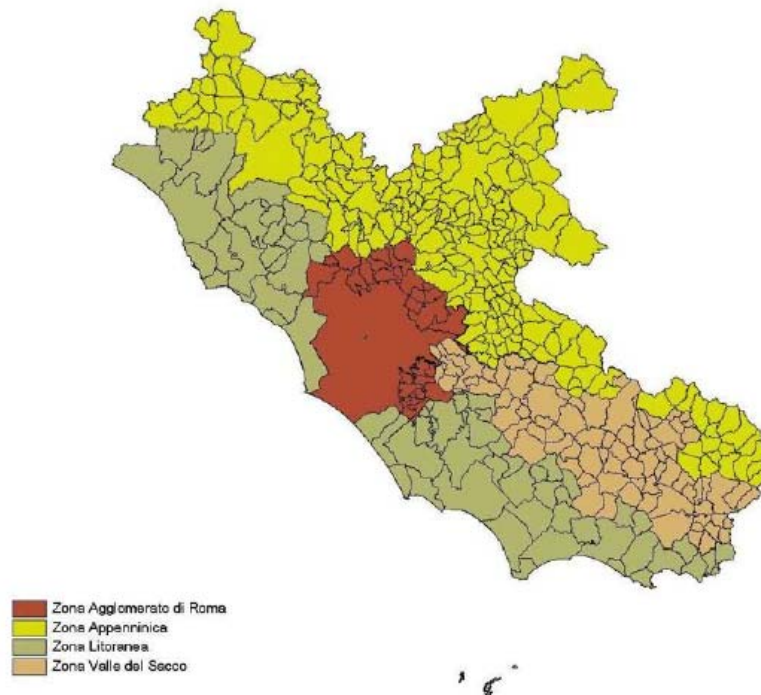 Zona Agglomerato di Roma
Zona Appenninica
Zona Litoranea
Zona Valle del Sacco